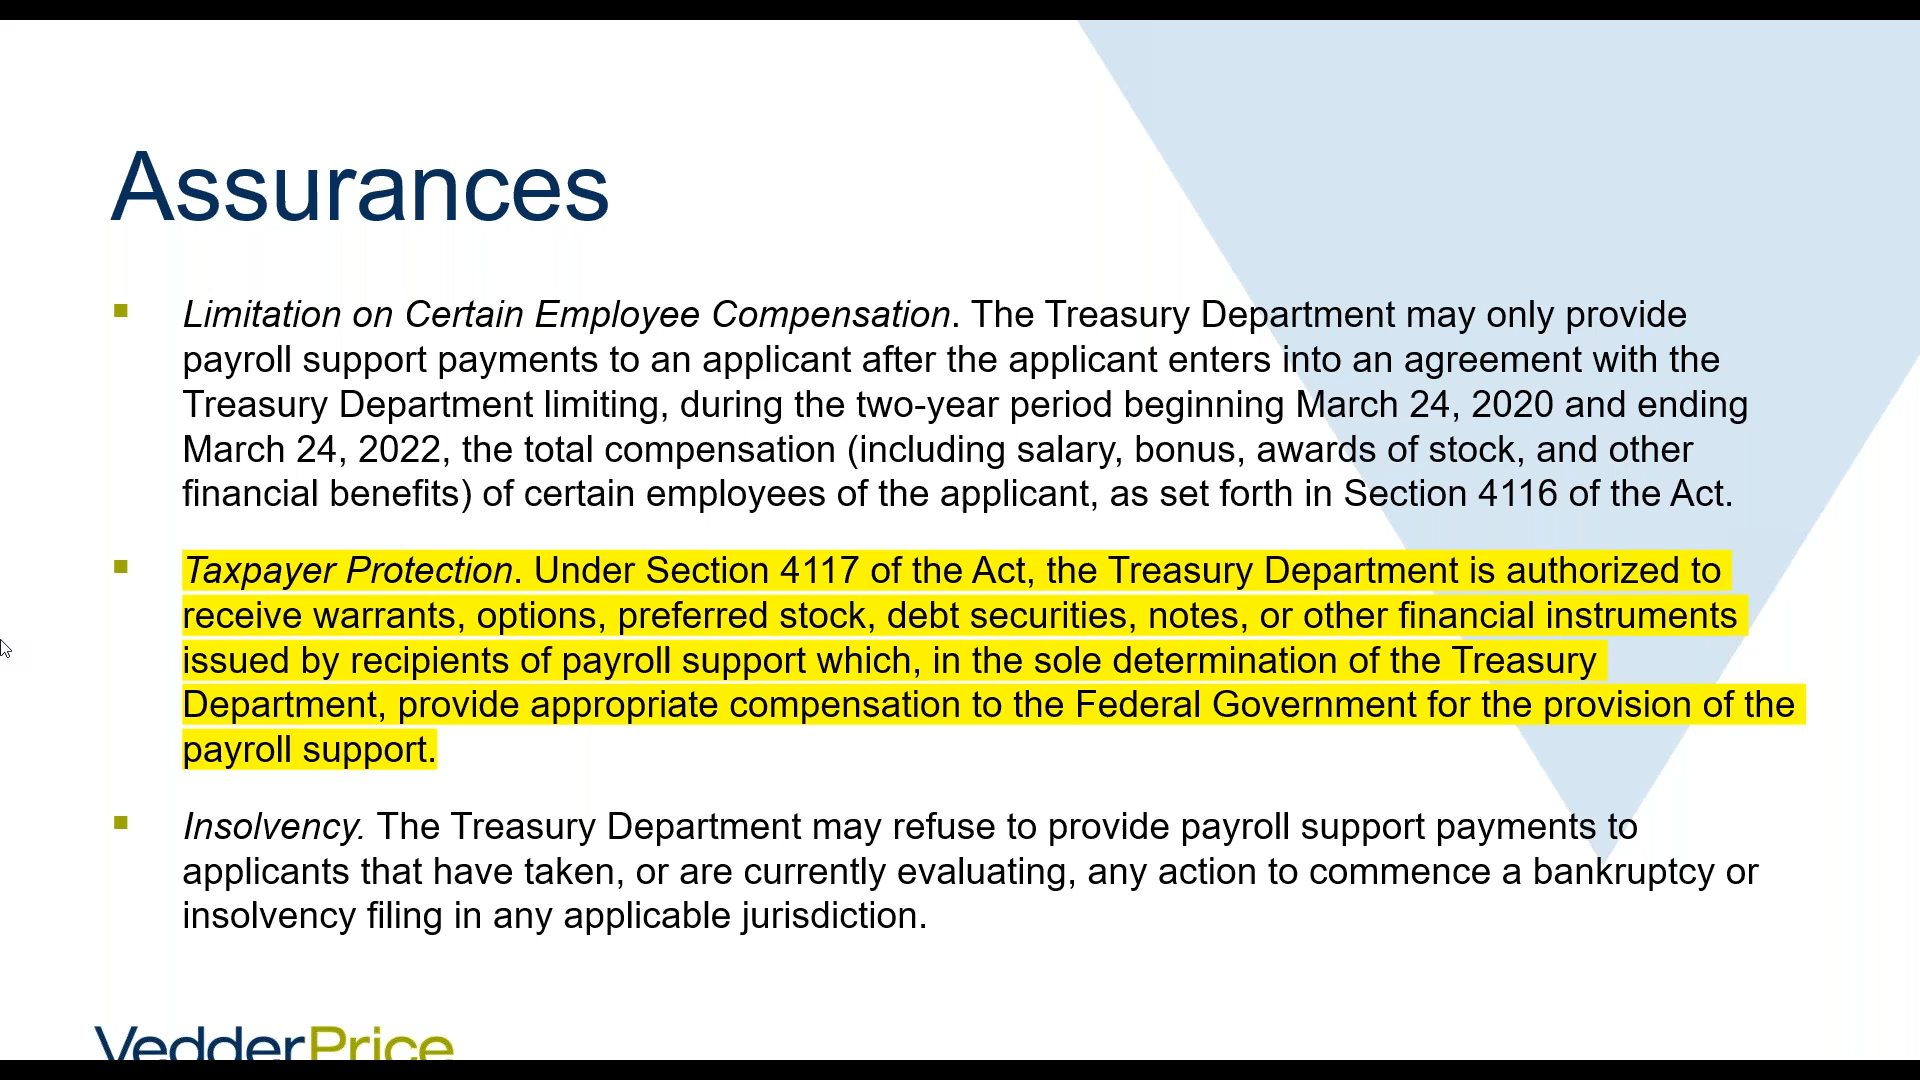 Assurances
Limitation on Certain Employee Compensation. The Treasury Department may only provide
payroll support payments to an applicant after the applicant enters into an agreement with the
Treasury Department limiting, during the two-year period beginning March 24, 2020 and ending
March 24, 2022, the total compensation (including salary, bonus, awards of stock, and other
financial benefits) of certain employees of the applicant, as set forth in Section 4116 of the Act.
Taxpayer Protection. Under Section 4117 of the Act, the Treasury Department is authorized to
receive warrants, options, preferred stock, debt securities, notes, or other financial instruments
issued by recipients of payroll support which, in the sole determination of the Treasury
Department, provide appropriate compensation to the Federal Government for the provision of the
payroll support.
Insolvency. The Treasury Department may refuse to provide payroll support payments to
applicants that have taken, or are currently evaluating, any action to commence a bankruptcy or
insolvency filing in any applicable jurisdiction.
VedderPrice